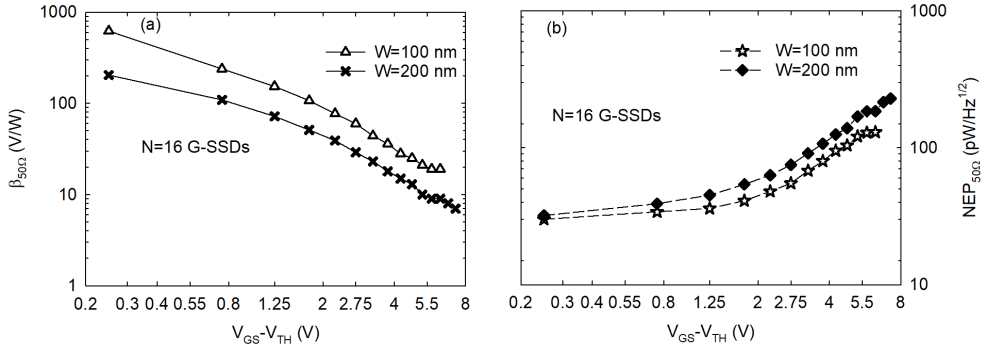 (a)
1000
100
10
1
β50Ω (V/W)
W=100 nm
W=200 nm
N=16 G-SSDs
0.2 0.3 0.4 0.5 0.8 1.25 2 2.75 4 5.5 8
VGS-VTH (V)
(b)
1000
100
10
NEP50Ω (pW/Hz1/2)
W=100 nm
W=200 nm
N=16 G-SSDs
0.2 0.3 0.4 0.5 0.8 1.25 2 2.75 4 5.5 8
VGS-VTH (V)